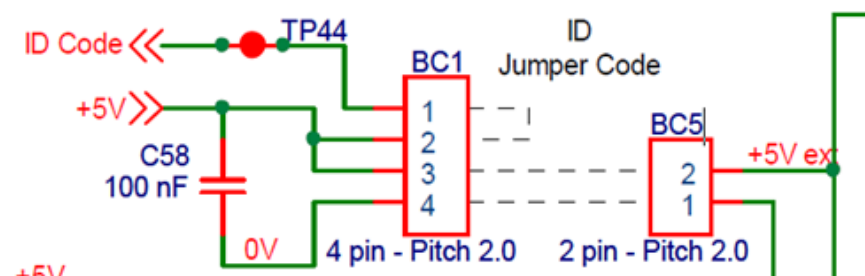 ID Code
TP44
ID
Jumper Code
BC1
+5V
1
2
3
4
BC5
+5V ex
2
1
C58
100 nF
0V
4 pin - Pitch 2.0
2 pin - Pitch 2.0
+5V